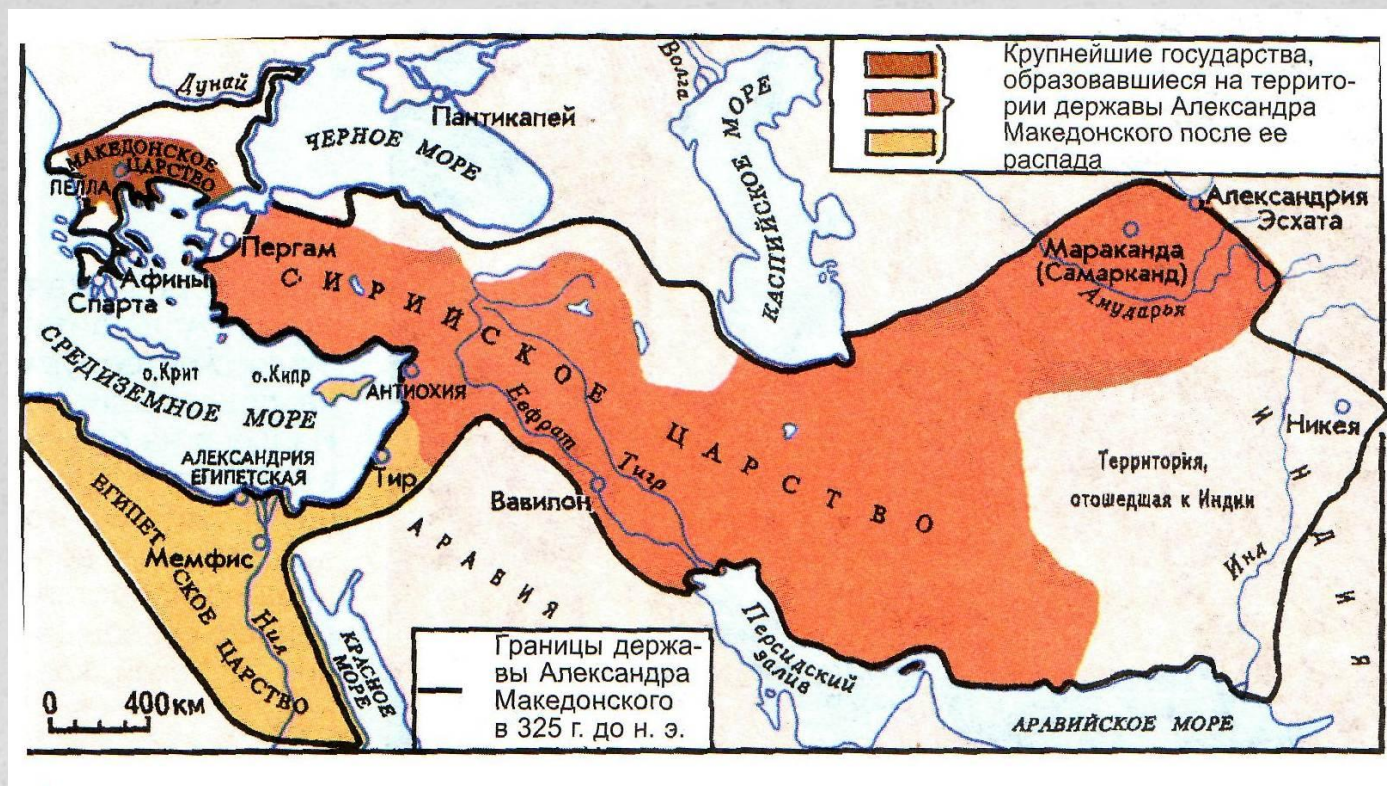 Крупнейшие государства,
образовавшиеся на террито-
рии державы Александра
Македонского после ее
распада
Дунай
Волга
Пантикапей
ЧЕРНОЕ МОРЕ
КАСПИЙСКОЕ МОРЕ
МАКЕДОНСКОЕ
ЦАРСТВО
ПЕЛЛА
Александрия
Эсхата
Мараканда
(Самарканд)
Амударья
Пергам
Афины
Спарта
СИРИЙСКОЕ ЦАРСТВО
о.Крит
о.Кипр
АНТИОХИЯ
СРЕДИЗЕМНОЕ МОРЕ
Евфрат
Тигр
ИНДИЯ
Никея
АЛЕКСАНДРИЯ
ЕГИПЕТСКАЯ
Тир
Территория,
отошедшая к Индии
Вавилон
ЕГИПЕТСКОЕ ЦАРСТВО
Мемфис
АРАВИЯ
Инд
Нил
КРАСНОЕ
МОРЕ
Персидский
залив
Границы держа-
вы Александра
Македонского
в 325 г. до н. э.
0 400км
АРАВИЙСКОЕ МОРЕ